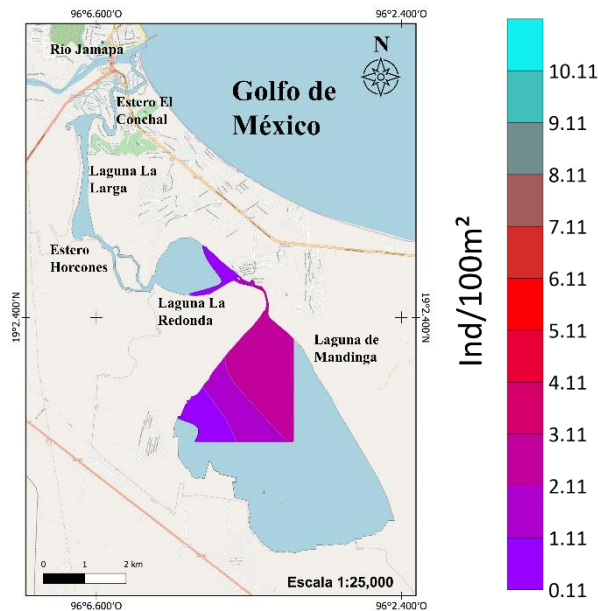 96°6.600'O
96°2.400'O
Río Jamapa
N
Estero El
Conchal
Golfo de
México
Laguna La
Larga
Estero
Horcones
Laguna La
Redonda
19°2.400'N
19°2.400'N
Laguna de
Mandinga
0
1
2 km
Escala 1:25,000
96°6.600'O
96°2.400'O
Ind/100m²
10.11
9.11
8.11
7.11
6.11
5.11
4.11
3.11
2.11
1.11
0.11